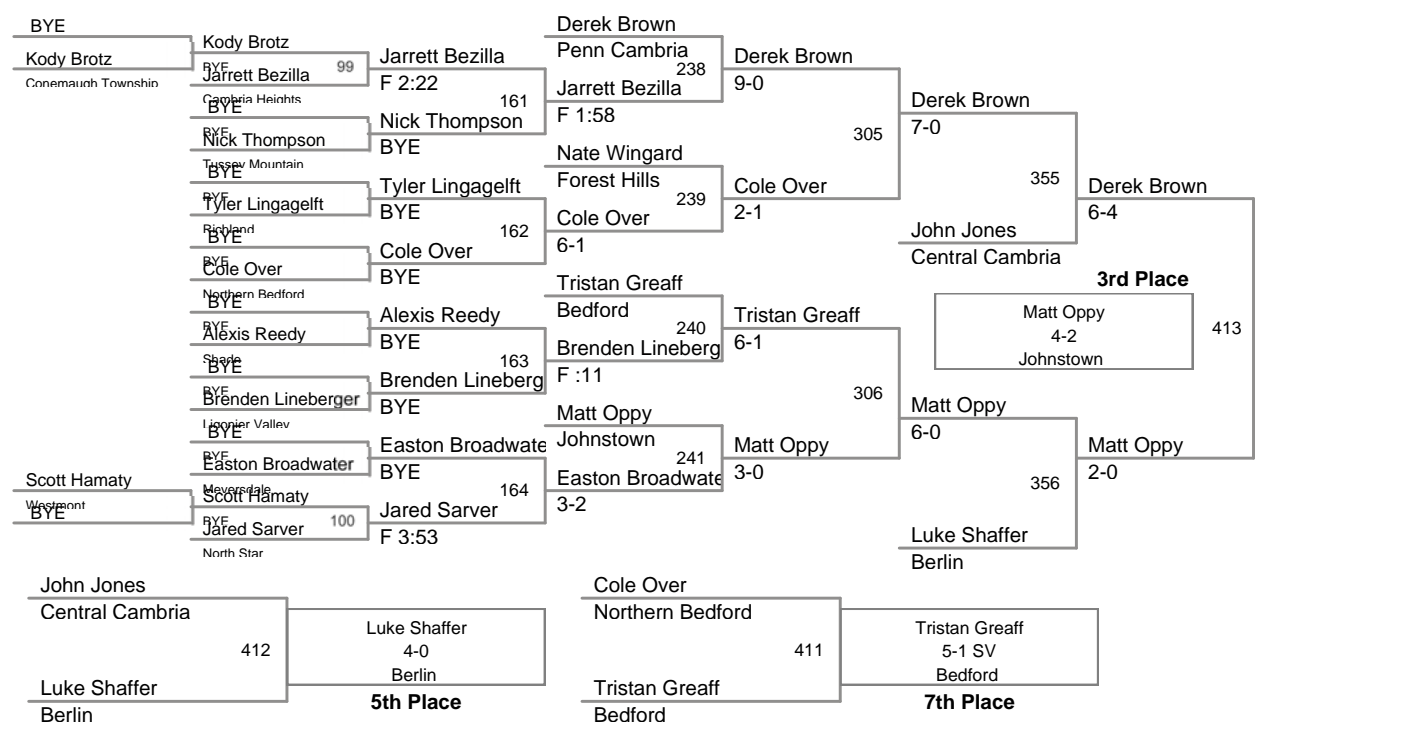 BYE
Kody Brotz
Conemaugh Township
Scott Hamaty
Westmont
BYE
Kody Brotz
BYE
99
Jarrett Bezilla
Cambria Heights
BYE
BYE
Nick Thompson
Tussey Mountain
BYE
BYE
Tyler Lingagelft
Richland
BYE
BYE
Cole Over
Northern Bedford
BYE
BYE
Alexis Reedy
Shade
BYE
BYE
Brenden Lineberger
Ligonier Valley
BYE
BYE
Easton Broadwater
Meyersdale
Scott Hamaty
BYE
100
Jared Sarver
North Star
Jarrett Bezilla
F 2:22
161
Nick Thompson
BYE
Tyler Lingagelft
BYE
162
Cole Over
BYE
Alexis Reedy
BYE
163
Brenden Lineberg
BYE
Easton Broadwate
BYE
164
Jared Sarver
F 3:53
Derek Brown
Penn Cambria
238
Jarrett Bezilla
F 1:58
Nate Wingard
Forest Hills
239
Cole Over
6-1
Tristan Greaff
Bedford
240
Brenden Lineberg
F :11
Matt Oppy
Johnstown
241
Easton Broadwate
3-2
Derek Brown
9-0
305
Cole Over
2-1
Tristan Greaff
6-1
306
Matt Oppy
3-0
Derek Brown
7-0
355
John Jones
Central Cambria
Matt Oppy
6-0
356
Luke Shaffer
Berlin
Derek Brown
6-4
3rd Place
Matt Oppy
4-2
Johnstown
413
Matt Oppy
2-0
John Jones
Central Cambria
412
Luke Shaffer
Berlin
Luke Shaffer
4-0
Berlin
5th Place
Cole Over
Northern Bedford
411
Tristan Greaff
Bedford
Tristan Greaff
5-1 SV
Bedford
7th Place